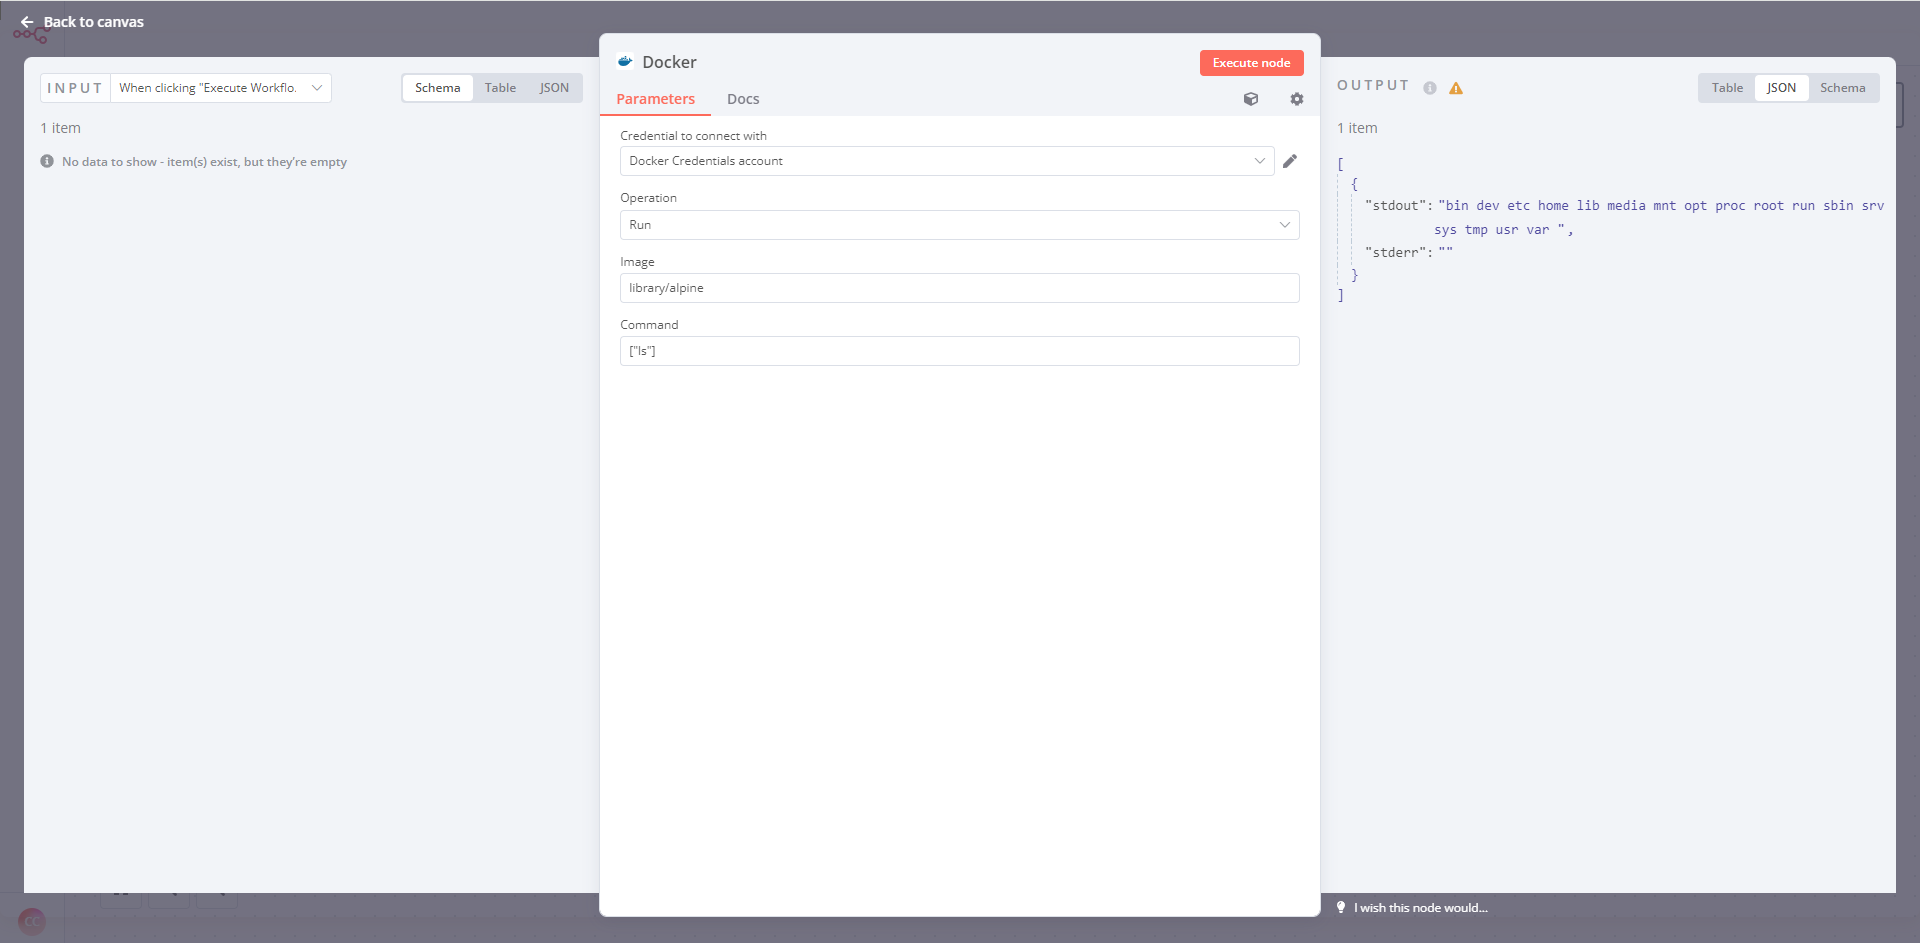 Back to canvas
INPUT
When clicking "Execute Workflo.
Schema
Table
JSON
1 item
No data to show - item(s) exist, but they're empty
Docker
Execute node
Parameters
Docs
Credential to connect with
Docker Credentials account
Operation
Run
Image
library/alpine
Command
["ls"]
OUTPUT
Table
JSON
Schema
1 item
[
{
"stdout": "bin dev etc home lib media mnt opt proc root run sbin srv
sys tmp usr var ",
"stderr": ""
}
]
I wish this node would...
CC